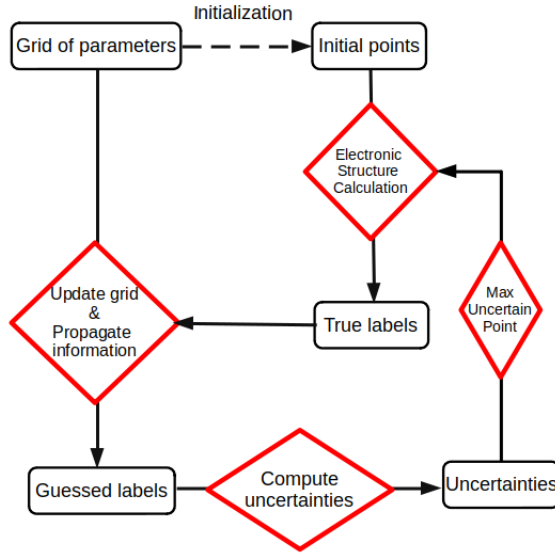 Initialization
Grid of parameters
Initial points
Electronic
Structure
Calculation
Update grid
&
Propagate
information
True labels
Max
Uncertain
Point
Guessed labels
Compute
uncertainties
Uncertainties